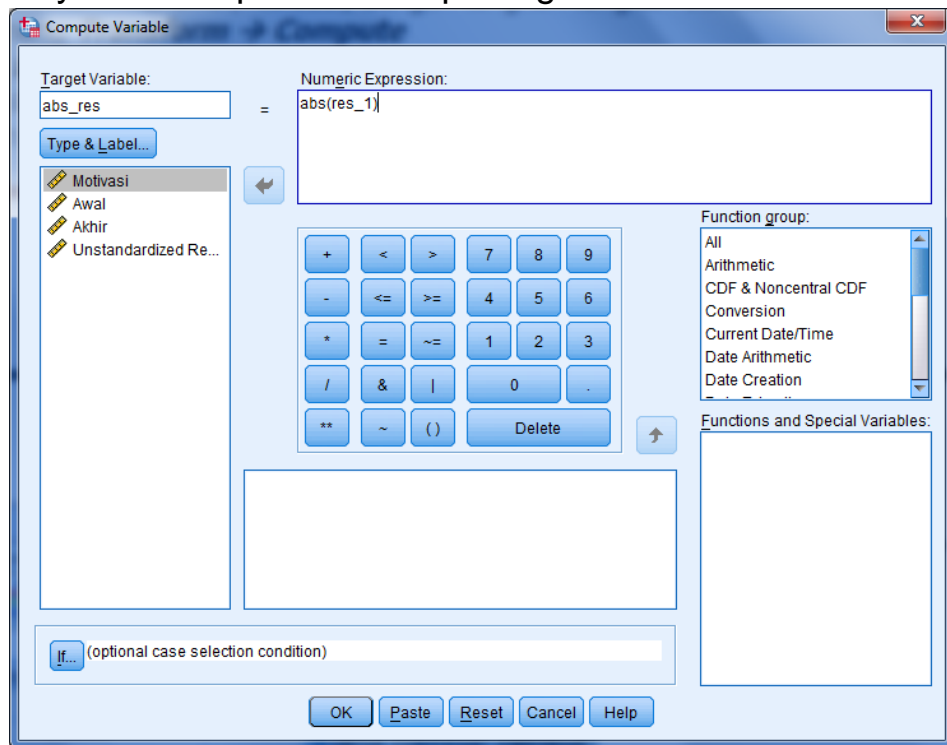 Compute Variable
Target Variable:
abs_res
=
Numeric Expression:
abs(res_1)
Type & Label...
Motivasi
Awal
Akhir
Unstandardized Re...
+ < > 7 8 9
- <= >= 4 5 6
* = ~= 1 2 3
/ & | 0 .
** ~ () Delete
Function group:
All
Arithmetic
CDF & Noncentral CDF
Conversion
Current Date/Time
Date Arithmetic
Date Creation
Functions and Special Variables:
If... (optional case selection condition)
OK Paste Reset Cancel Help